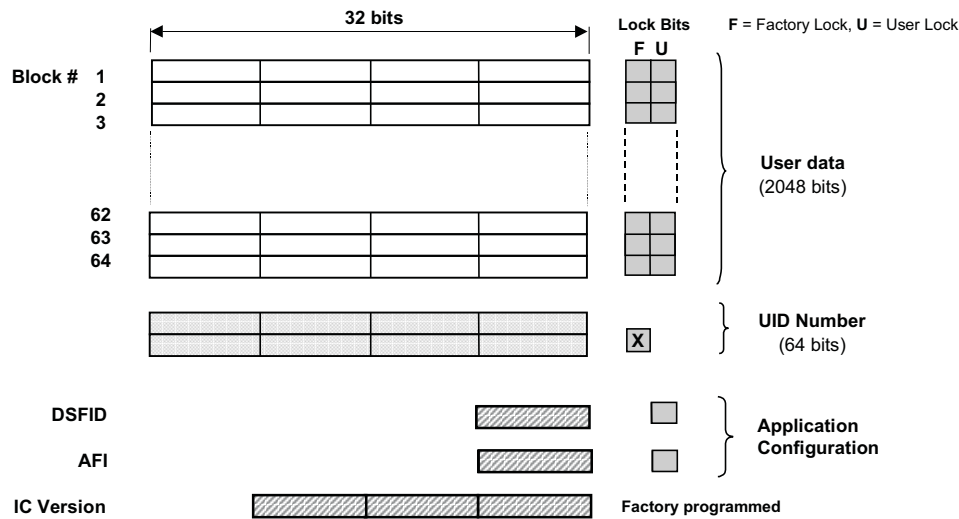 32 bits
Lock Bits
F = Factory Lock, U = User Lock
F U
Block # 1
2
3
User data
(2048 bits)
62
63
64
UID Number
(64 bits)
X
DSFID
Application
Configuration
AFI
IC Version
Factory programmed